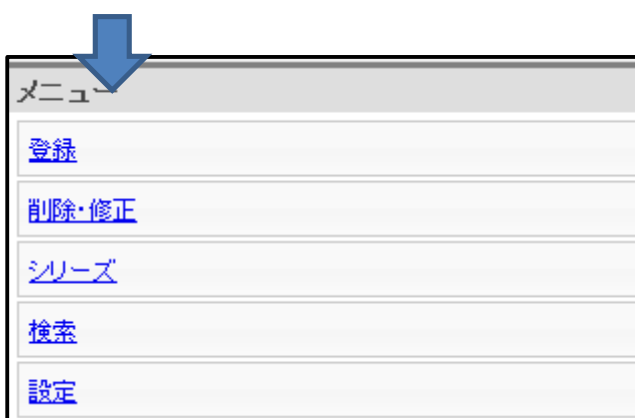 メニュー
登録
削除・修正
シリーズ
検索
設定